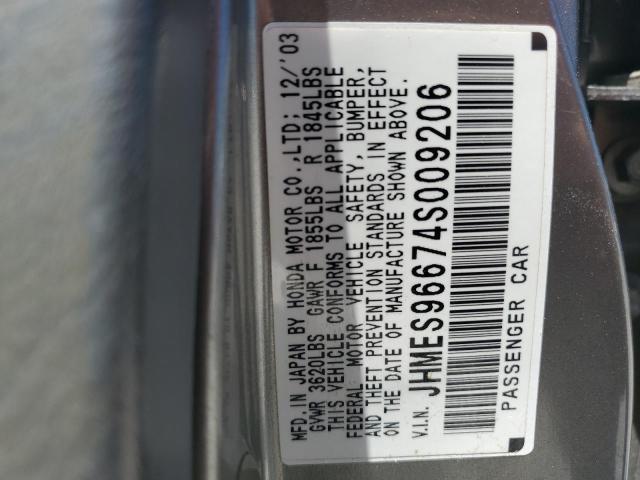 MFD. IN JAPAN BY HONDA MOTOR CO., LTD; 12/'03
GVWR 3620LBS GAWR F 1855LBS R 1845LBS
THIS VEHICLE CONFORMS TO ALL APPLICABLE
FEDERAL MOTOR VEHICLE SAFETY, BUMPER,
AND THEFT PREVENTION STANDARDS IN EFFECT
ON THE DATE OF MANUFACTURE SHOWN ABOVE.
V.I.N. JHMES96674S009206
PASSENGER CAR